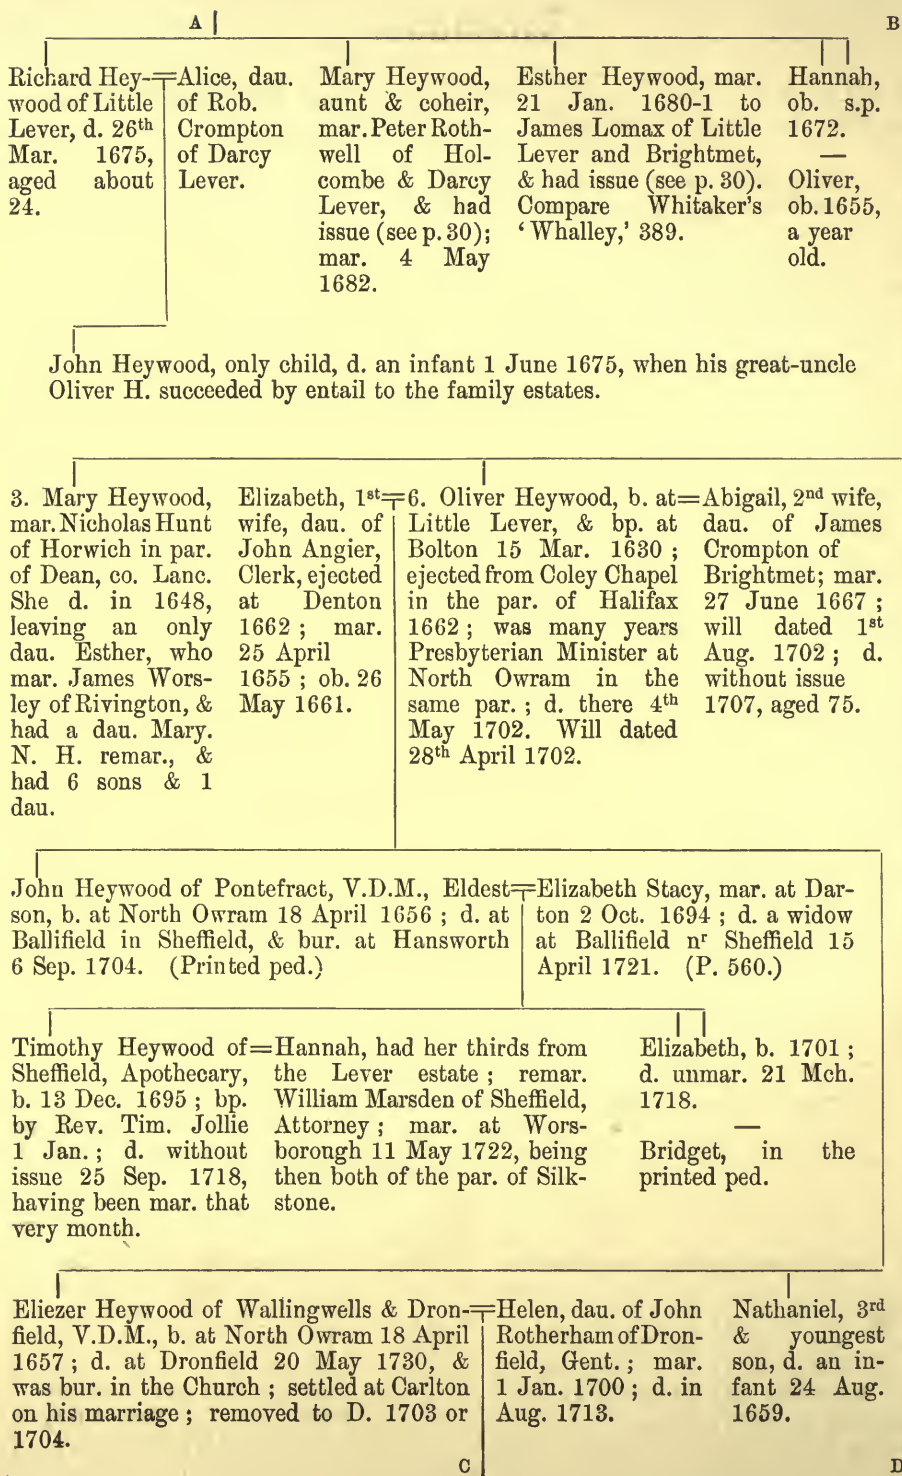 A B
Richard Hey-
wood of Little
Lever, d. 26th
Mar. 1675,
aged about
24.
Alice, dau.
of Rob.
Crompton
of Darcy
Lever.
Mary Heywood,
aunt & coheir,
mar. Peter Roth-
well of Hol-
combe & Darcy
Lever, & had
issue (see p. 30);
mar. 4 May
1682.
Esther Heywood, mar.
21 Jan. 1680-1 to
James Lomax of Little
Lever and Brightmet,
& had issue (see p. 30).
Compare Whitaker's
‘Whalley,’ 389.
Hannah,
ob. s.p.
1672.
—
Oliver,
ob. 1655,
a year
old.
John Heywood, only child, d. an infant 1 June 1675, when his great-uncle
Oliver H. succeeded by entail to the family estates.
3. Mary Heywood,
mar. Nicholas Hunt
of Horwich in par.
of Dean, co. Lanc.
She d. in 1648,
leaving an only
dau. Esther, who
mar. James Wors-
ley of Rivington, &
had a dau. Mary.
N. H. remar., &
had 6 sons & 1
dau.
Elizabeth, 1st
wife, dau. of
John Angier,
Clerk, ejected
at Denton
1662 ; mar.
25 April
1655 ; ob. 26
May 1661.
6. Oliver Heywood, b. at
Little Lever, & bp. at
Bolton 15 Mar. 1630 ;
ejected from Coley Chapel
in the par. of Halifax
1662 ; was many years
Presbyterian Minister at
North Owram in the
same par. ; d. there 4th
May 1702. Will dated
28th April 1702.
Abigail, 2nd wife,
dau. of James
Crompton of
Brightmet; mar.
27 June 1667 ;
will dated 1st
Aug. 1702 ; d.
without issue
1707, aged 75.
John Heywood of Pontefract, V.D.M., Eldest
son, b. at North Owram 18 April 1656 ; d. at
Ballifield in Sheffield, & bur. at Hansworth
6 Sep. 1704. (Printed ped.)
Elizabeth Stacy, mar. at Dar-
ton 2 Oct. 1694 ; d. a widow
at Ballifield nr Sheffield 15
April 1721. (P. 560.)
Timothy Heywood of
Sheffield, Apothecary,
b. 13 Dec. 1695 ; bp.
by Rev. Tim. Jollie
1 Jan. ; d. without
issue 25 Sep. 1718,
having been mar. that
very month.
Hannah, had her thirds from
the Lever estate ; remar.
William Marsden of Sheffield,
Attorney ; mar. at Wors-
borough 11 May 1722, being
then both of the par. of Silk-
stone.
Elizabeth, b. 1701 ;
d. unmar. 21 Mch.
1718.
—
Bridget, in the
printed ped.
Eliezer Heywood of Wallingwells & Dron-
field, V.D.M., b. at North Owram 18 April
1657 ; d. at Dronfield 20 May 1730, &
was bur. in the Church ; settled at Carlton
on his marriage ; removed to D. 1703 or
1704.
Helen, dau. of John
Rotherham of Dron-
field, Gent. ; mar.
1 Jan. 1700 ; d. in
Aug. 1713.
Nathaniel, 3rd
& youngest
son, d. an in-
fant 24 Aug.
1659.
C D